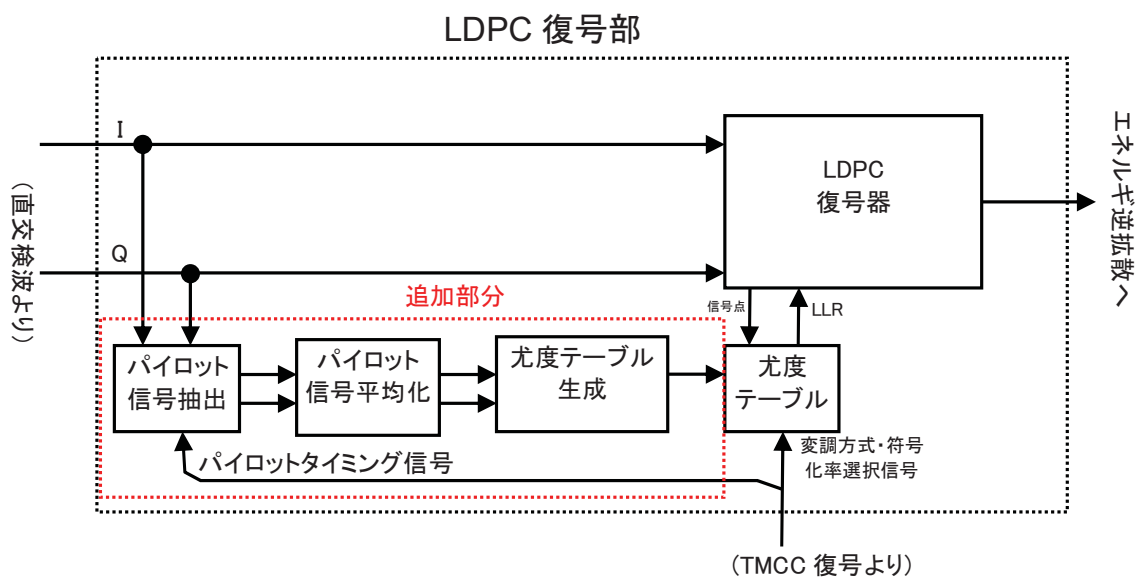 LDPC 復号部
I
Q
(直交検波より)
LDPC
復号器
エネルギ逆拡散へ
追加部分
信号点
LLR
パイロット
信号抽出
パイロット
信号平均化
尤度テーブル
生成
尤度
テーブル
パイロットタイミング信号
変調方式・符号
化率選択信号
(TMCC 復号より)